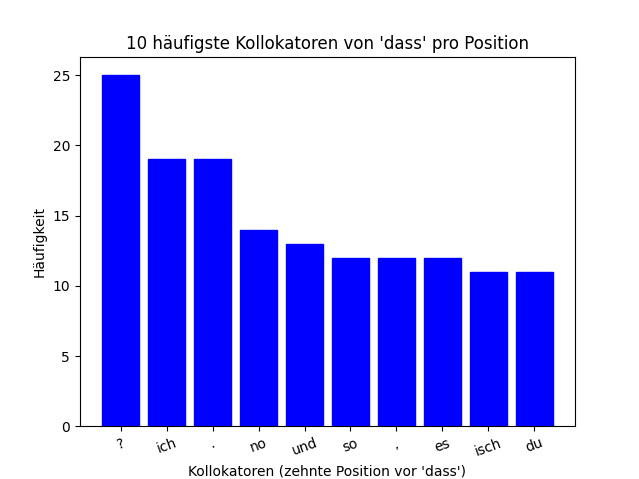 10 häufigste Kollokatoren von 'dass' pro Position
25
20
15
10
5
0
Häufigkeit
? ich . no und so , es isch du
Kollokatoren (zehnte Position vor 'dass')